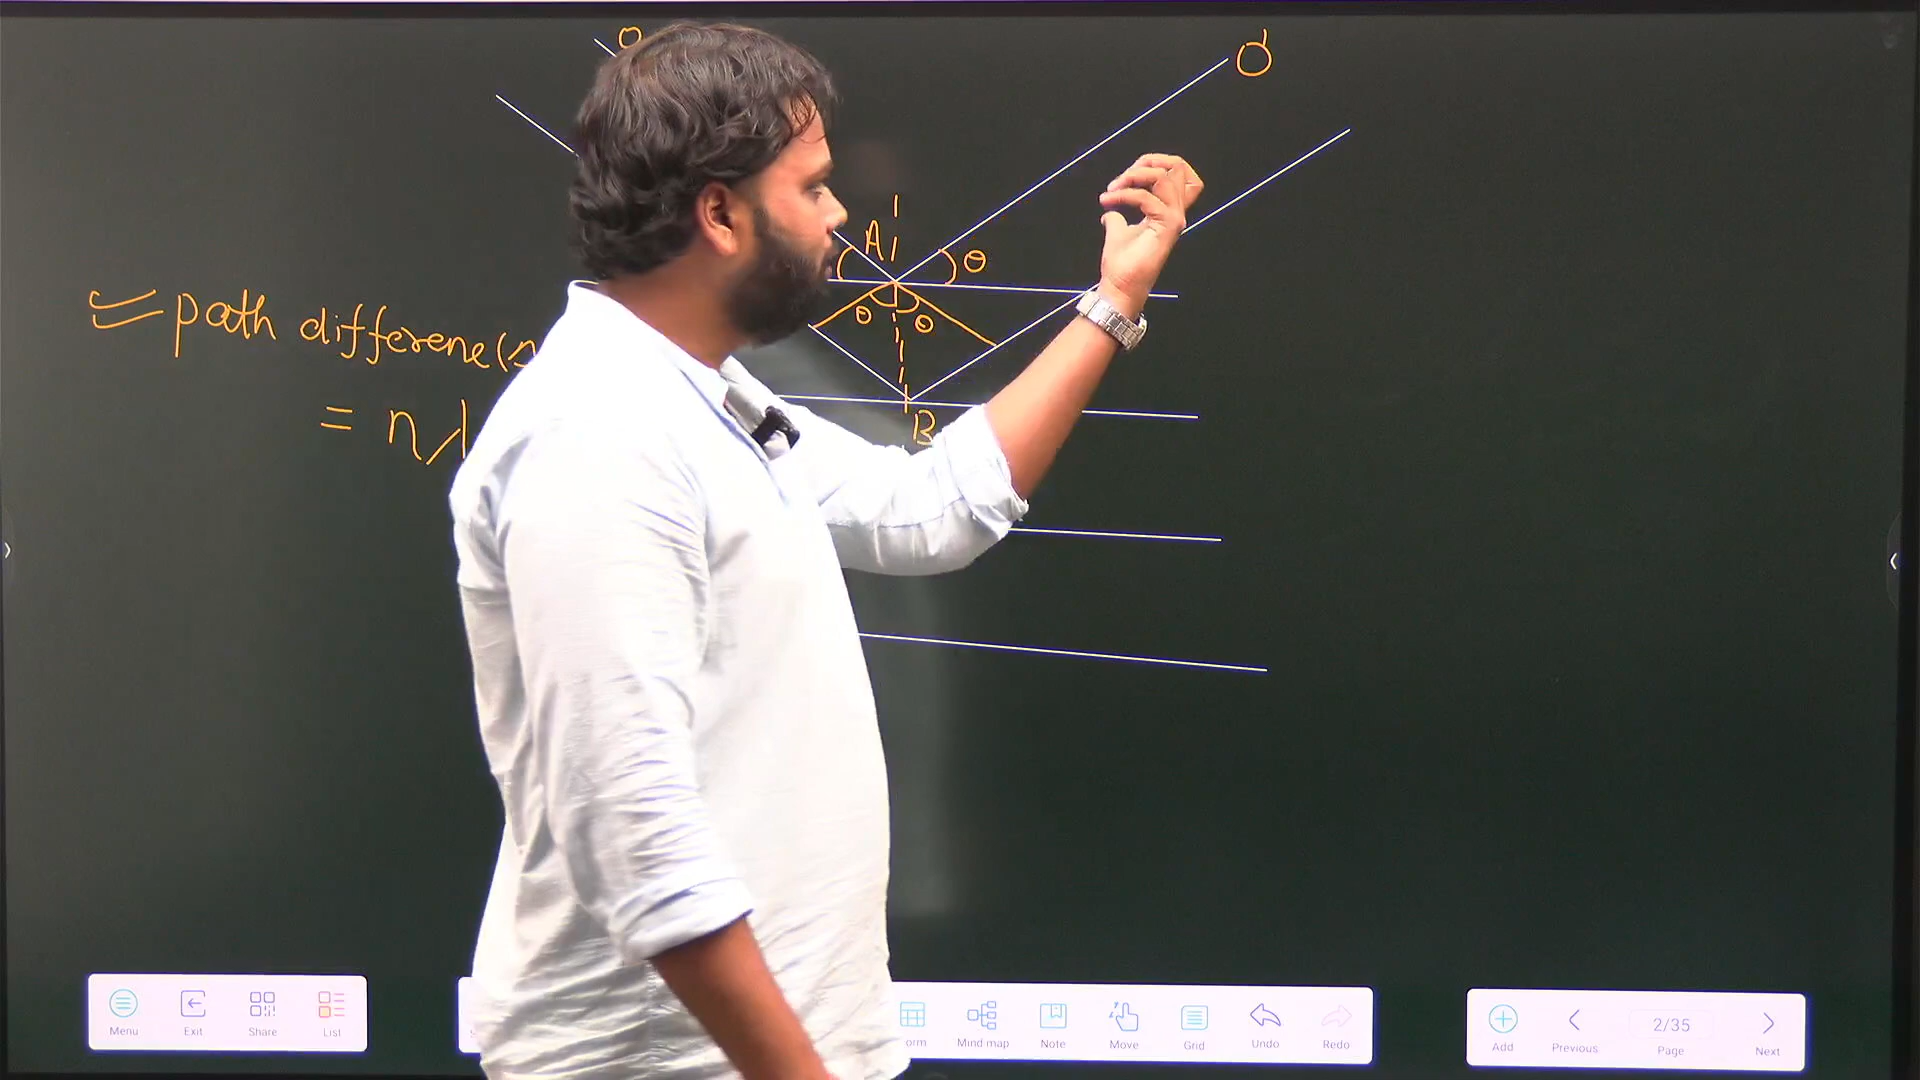 O
O'
A
θ
θ
θ
path differene(
= nλ
B
Menu
Exit
Share
List
Mind map
Note
Move
Grid
Undo
Redo
Add
Previous
2/35
Page
Next